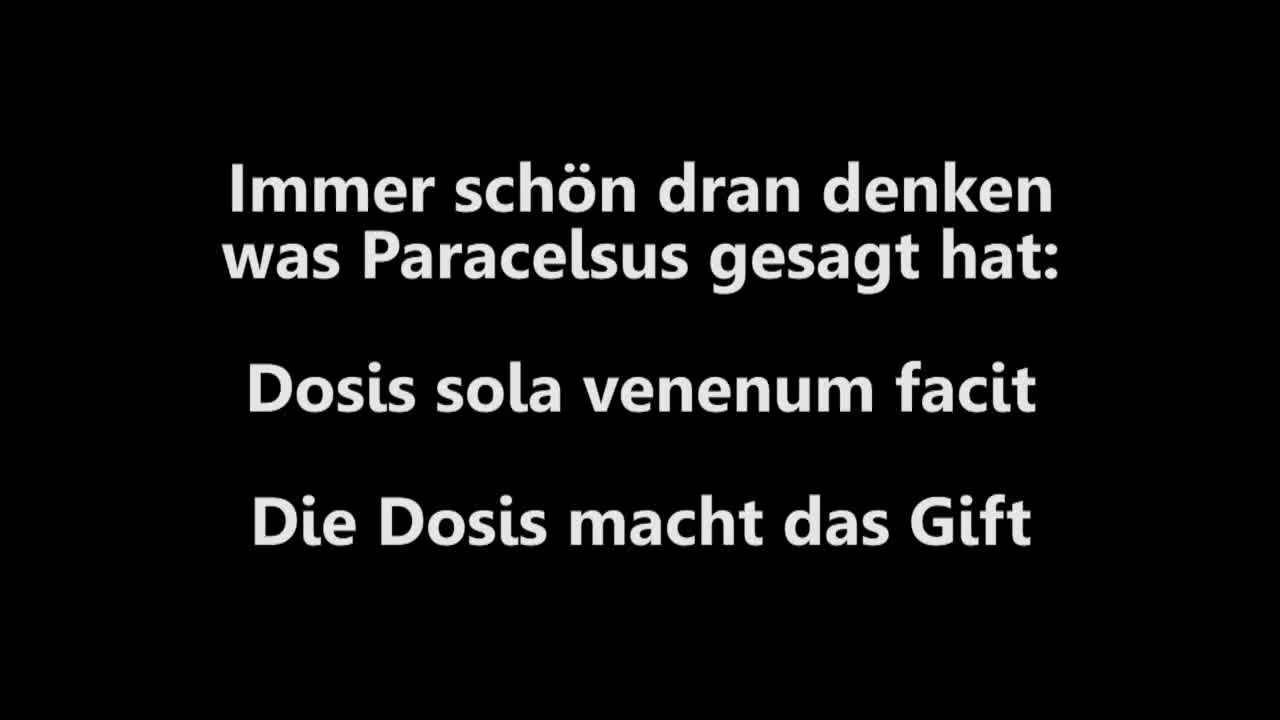 Immer schön dran denken
was Paracelsus gesagt hat:
Dosis sola venenum facit
Die Dosis macht das Gift